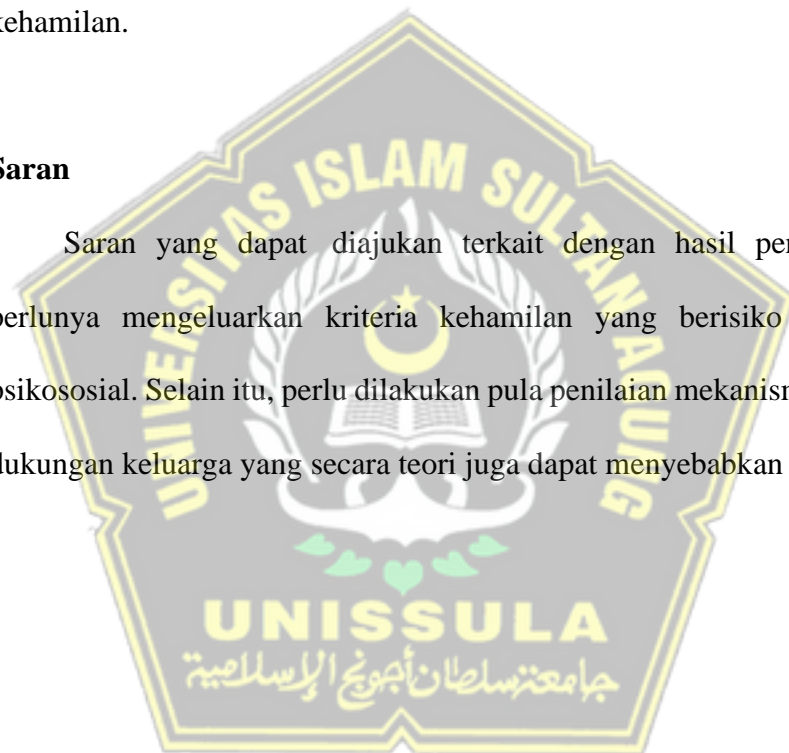 kehamilan.
Saran
Saran yang dapat diajukan terkait dengan hasil per
perlunya mengeluarkan kriteria kehamilan yang berisiko
psikososial. Selain itu, perlu dilakukan pula penilaian mekanism
dukungan keluarga yang secara teori juga dapat menyebabkan
UNIVERSITAS ISLAM SULTAN AGUNG
UNISSULA
جامعة سلطان أجونج الإسلامية